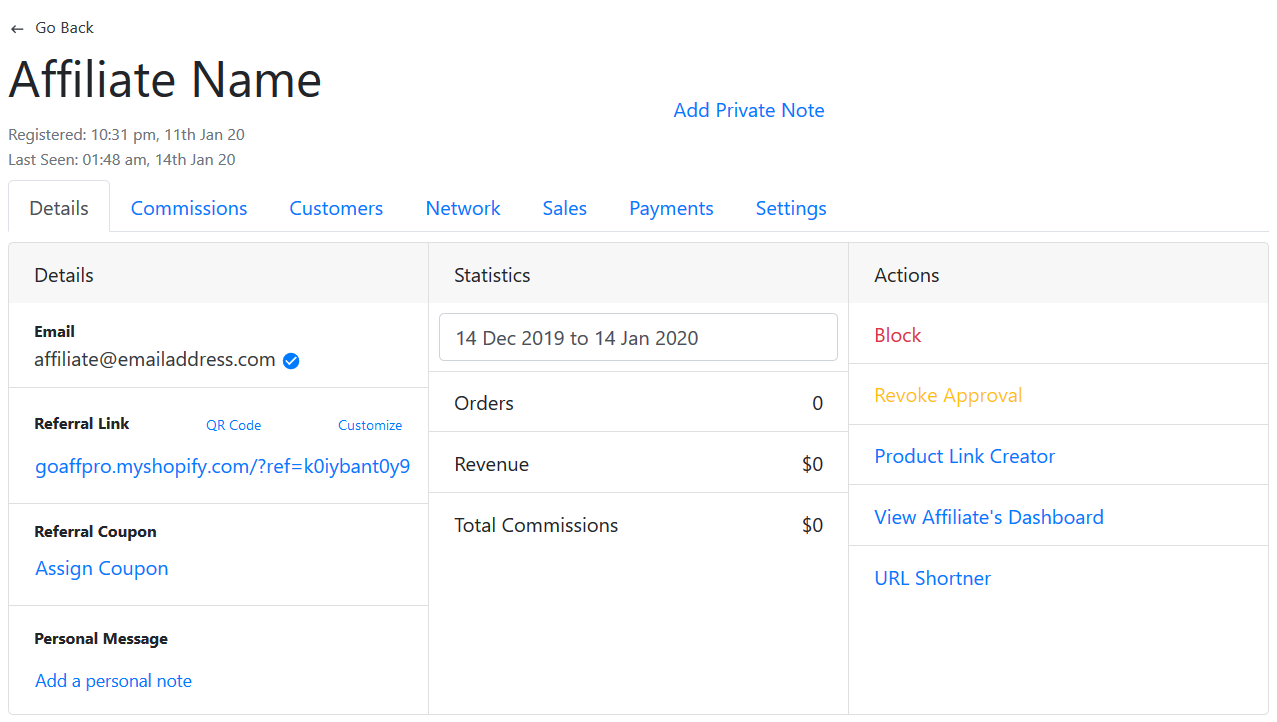 ← Go Back
Affiliate Name
Add Private Note
Registered: 10:31 pm, 11th Jan 20
Last Seen: 01:48 am, 14th Jan 20
Details Commissions Customers Network Sales Payments Settings
Details
Email
affiliate@emailaddress.com
Referral Link QR Code Customize
goaffpro.myshopify.com/?ref=k0iybant0y9
Referral Coupon
Assign Coupon
Personal Message
Add a personal note
Statistics
14 Dec 2019 to 14 Jan 2020
Orders 0
Revenue $0
Total Commissions $0
Actions
Block
Revoke Approval
Product Link Creator
View Affiliate's Dashboard
URL Shortner